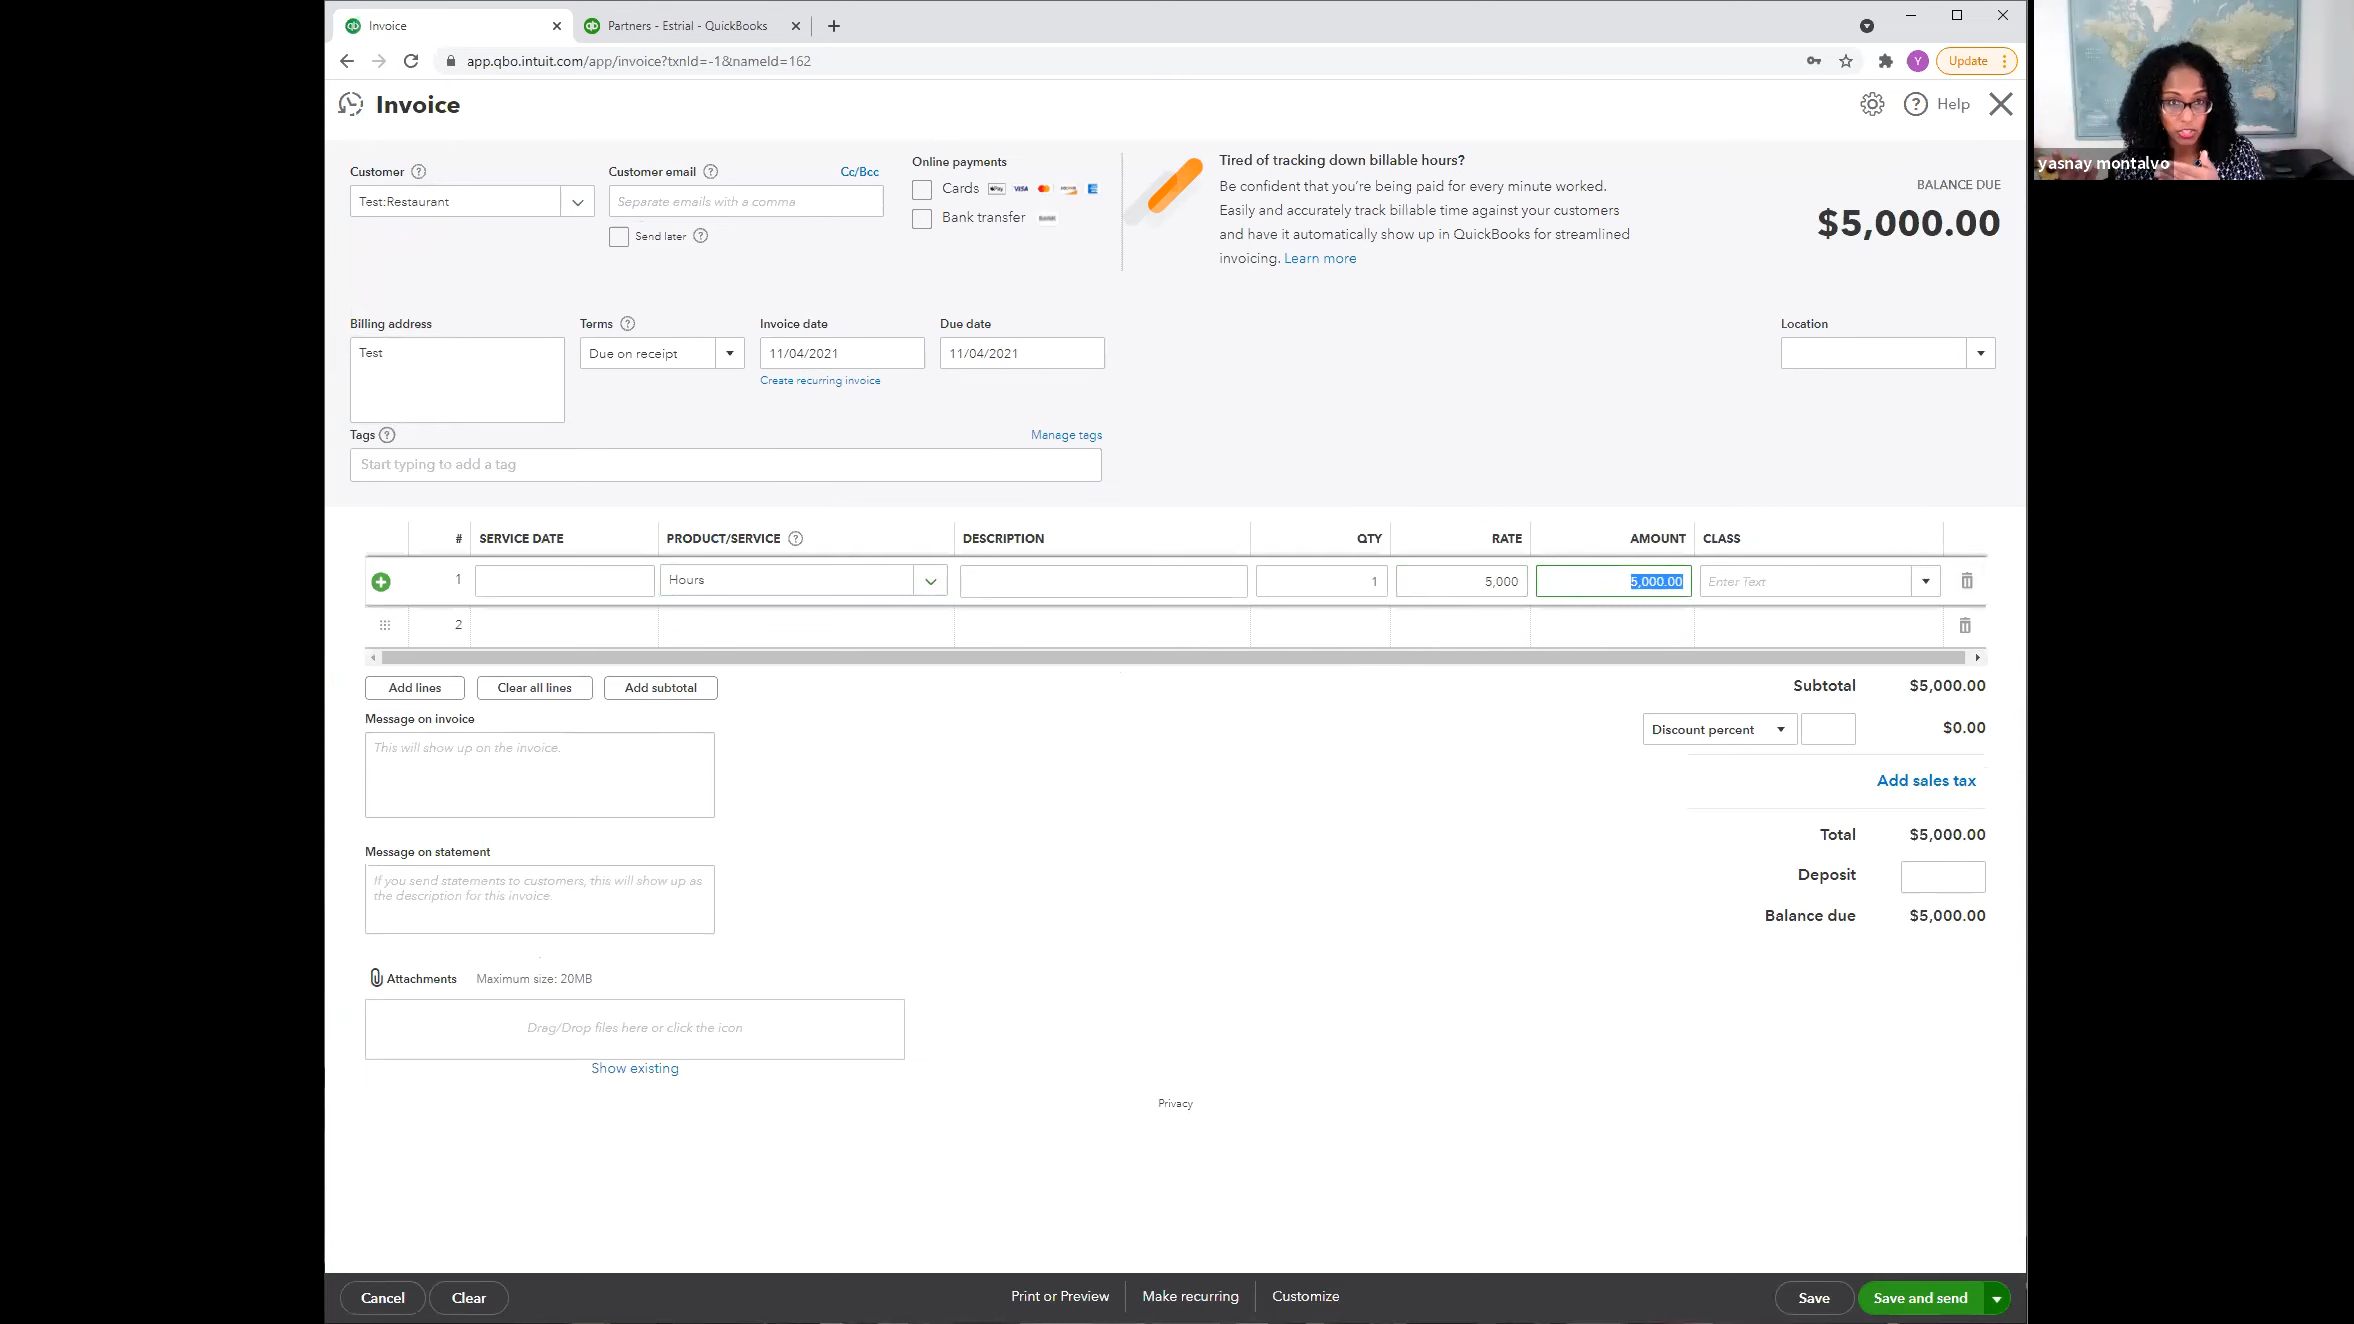 Invoice
Partners - Estrial - QuickBooks
app.qbo.intuit.com/app/invoice?txnId=-1&nameId=162
Y
Update
Invoice
Help
Customer
Test:Restaurant
Customer email
Cc/Bcc
Separate emails with a comma
Send later
Online payments
Cards
VISA
Bank transfer
BANK
Tired of tracking down billable hours?
Be confident that you're being paid for every minute worked.
Easily and accurately track billable time against your customers
and have it automatically show up in QuickBooks for streamlined
invoicing. Learn more
BALANCE DUE
$5,000.00
yasnay montalvo
Billing address
Test
Terms
Due on receipt
Invoice date
11/04/2021
Create recurring invoice
Due date
11/04/2021
Location
Tags
Manage tags
Start typing to add a tag
# SERVICE DATE PRODUCT/SERVICE DESCRIPTION QTY RATE AMOUNT CLASS
1 Hours 1 5,000 5,000.00 Enter Text
2
Add lines Clear all lines Add subtotal
Subtotal $5,000.00
Message on invoice
This will show up on the invoice.
Discount percent $0.00
Add sales tax
Total $5,000.00
Message on statement
If you send statements to customers, this will show up as
the description for this invoice.
Deposit
Balance due $5,000.00
Attachments Maximum size: 20MB
Drag/Drop files here or click the icon
Show existing
Privacy
Cancel Clear Print or Preview Make recurring Customize Save Save and send